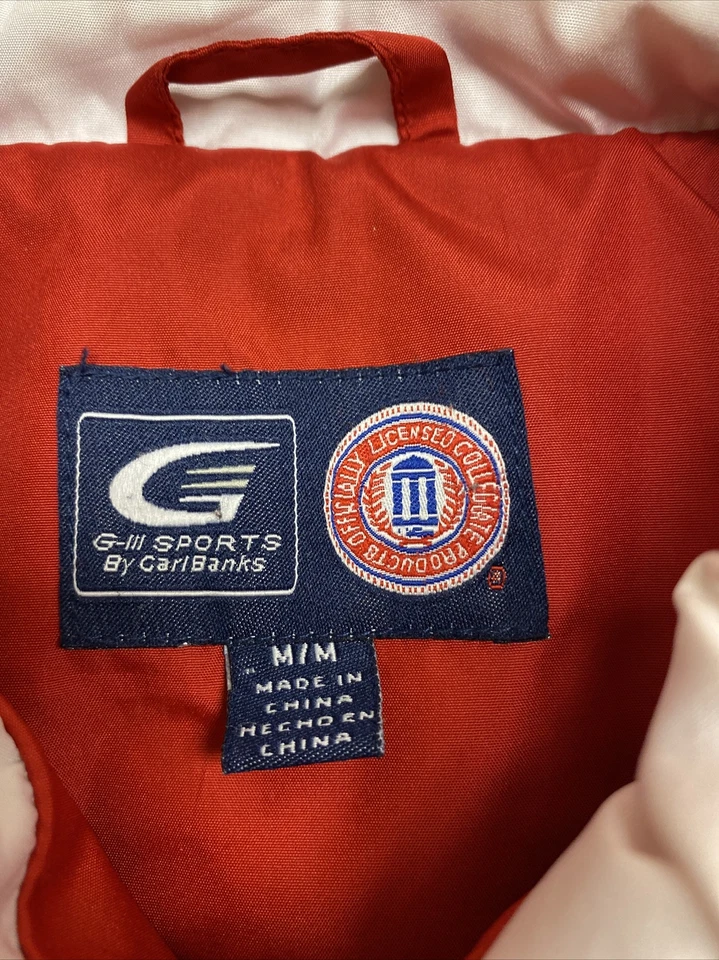 G-III SPORTS
By Carl Banks
OFFICIALLY LICENSED COLLEGIATE PRODUCTS
M/M
MADE IN
CHINA
HECHO EN
CHINA